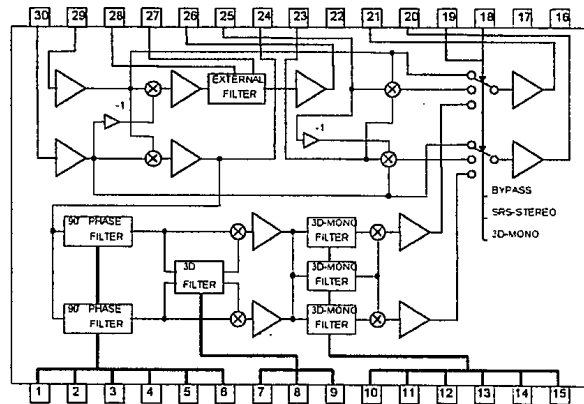 30 29 28 27 26 25 24 23 22 21 20 19 18 17 16
-1
EXTERNAL
FILTER
-1
BYPASS
SRS-STEREO
3D-MONO
90 PHASE
FILTER
3D
FILTER
3D-MONO
FILTER
3D-MONO
FILTER
90 PHASE
FILTER
3D-MONO
FILTER
1 2 3 4 5 6 7 8 9 10 11 12 13 14 15